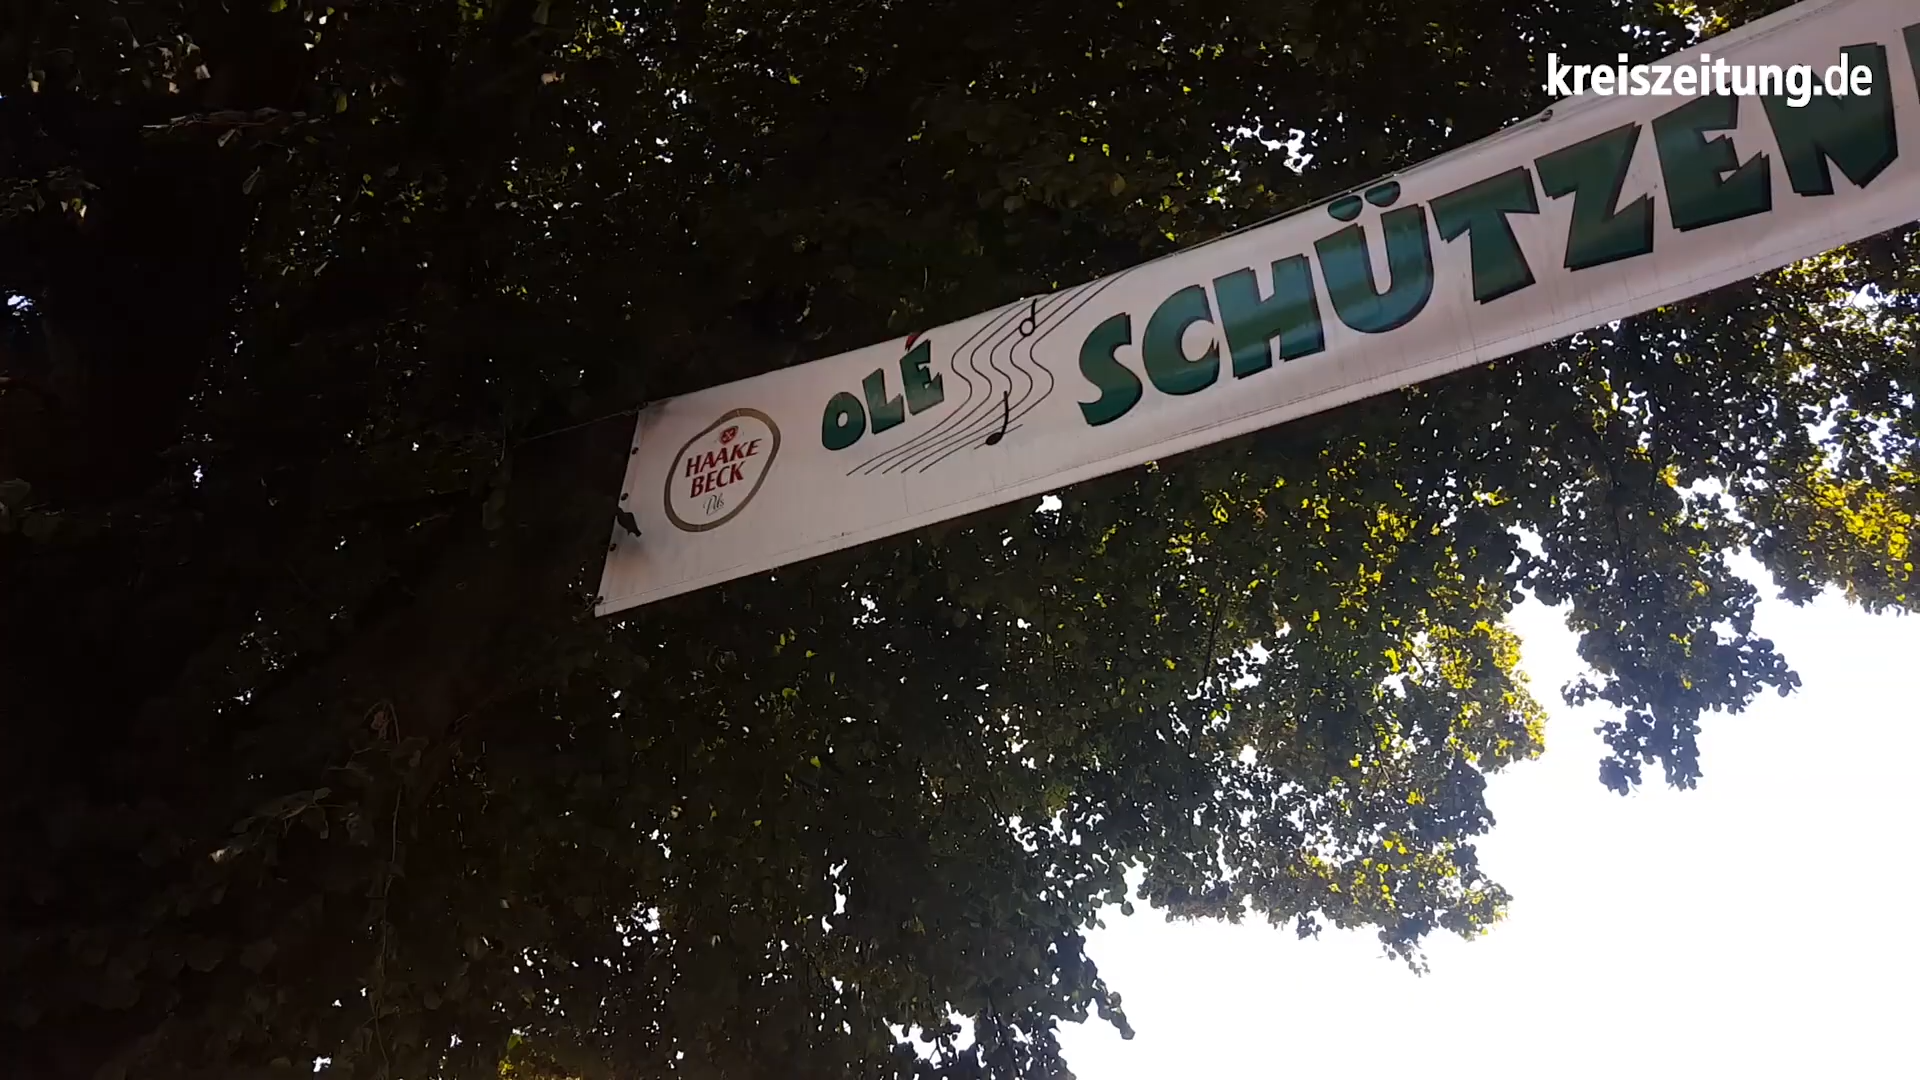 kreiszeitung.de
OLÉ SCHÜTZEN
HAAKE
BECK
Pils